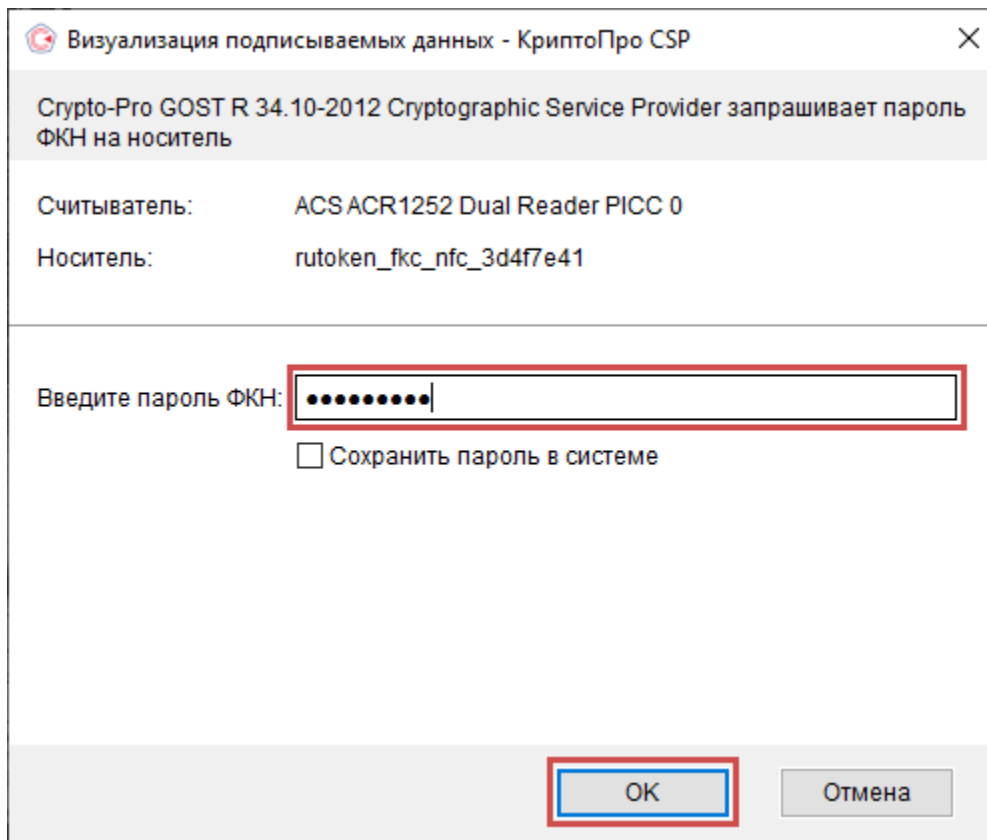 Визуализация подписываемых данных - КриптоПро CSP
Crypto-Pro GOST R 34.10-2012 Cryptographic Service Provider запрашивает пароль
ФКН на носитель
Считыватель: ACS ACR1252 Dual Reader PICC 0
Носитель: rutoken_fkc_nfc_3d4f7e41
Введите пароль ФКН: ●●●●●●●●●
Сохранить пароль в системе
OK Отмена